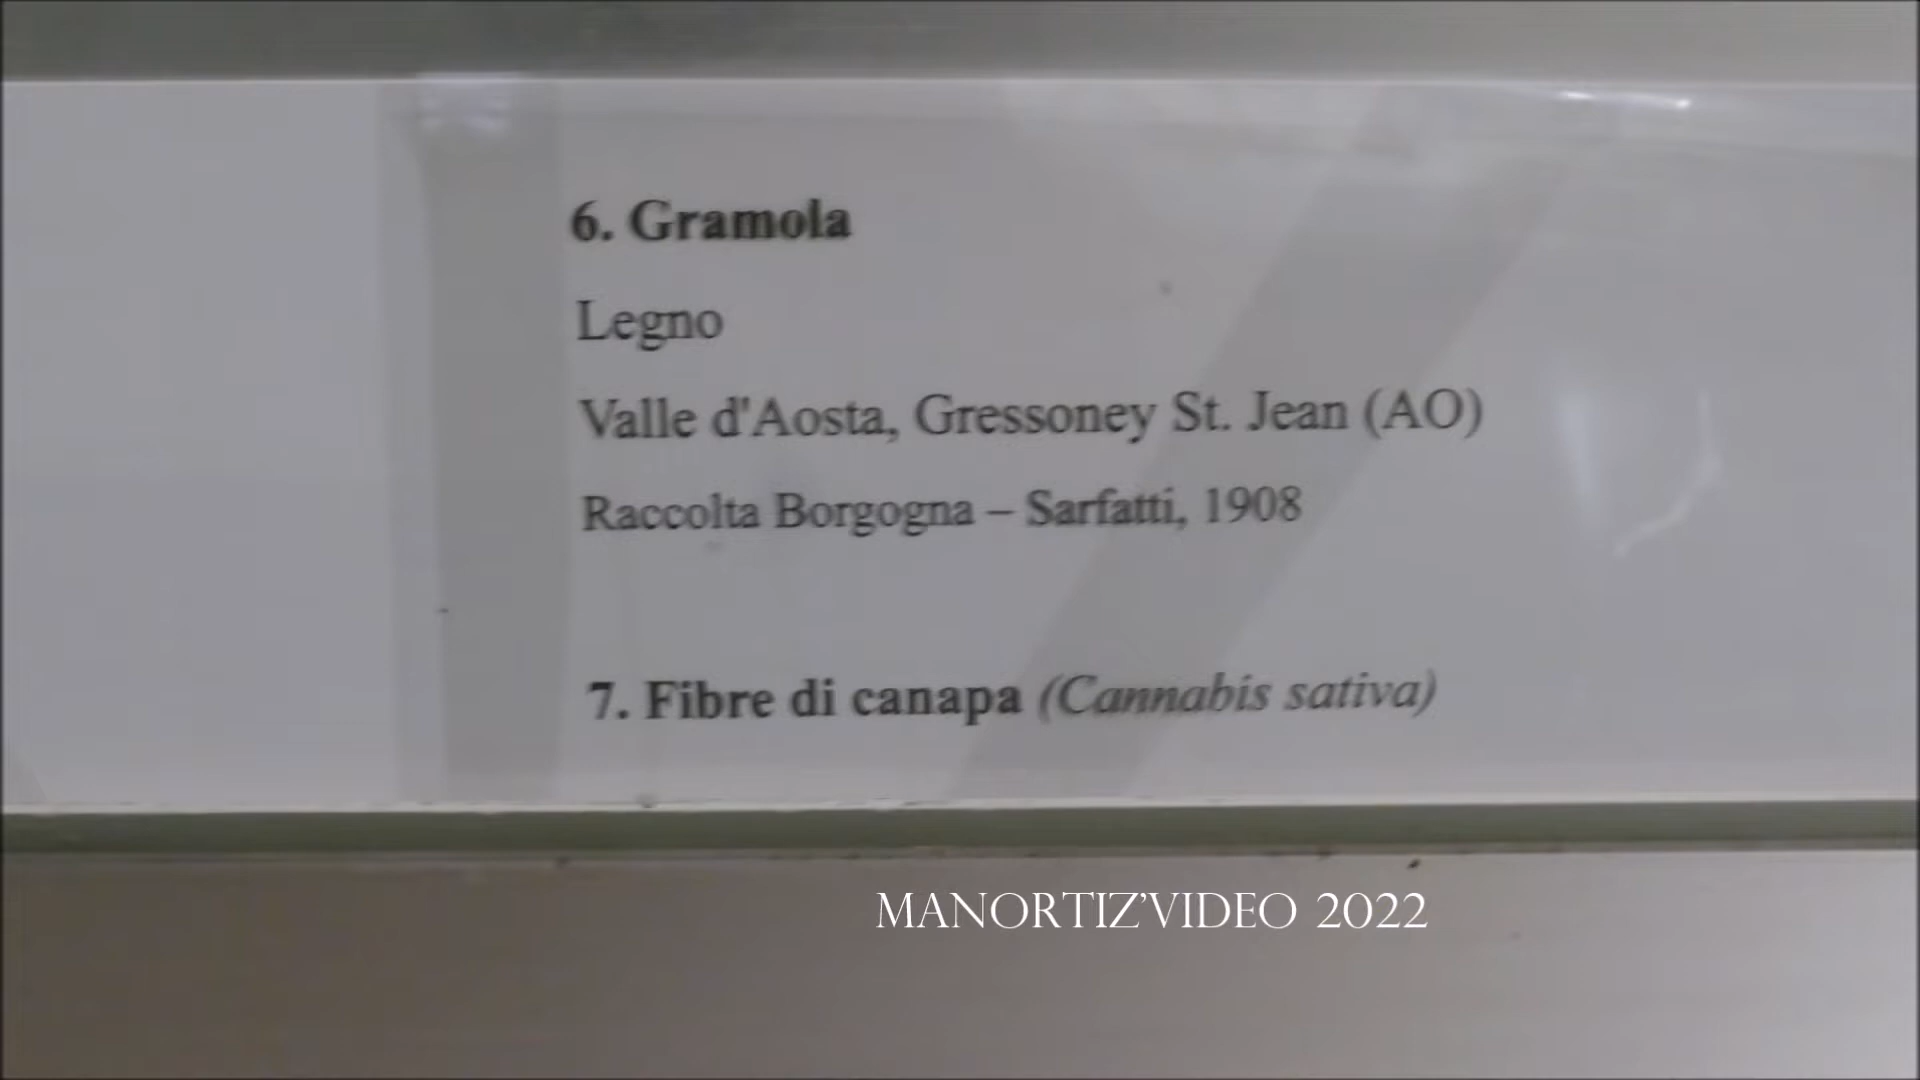 6. Gramola
Legno
Valle d'Aosta, Gressoney St. Jean (AO)
Raccolta Borgogna – Sarfatti, 1908
7. Fibre di canapa (Cannabis sativa)
MANORTIZ'VIDEO 2022